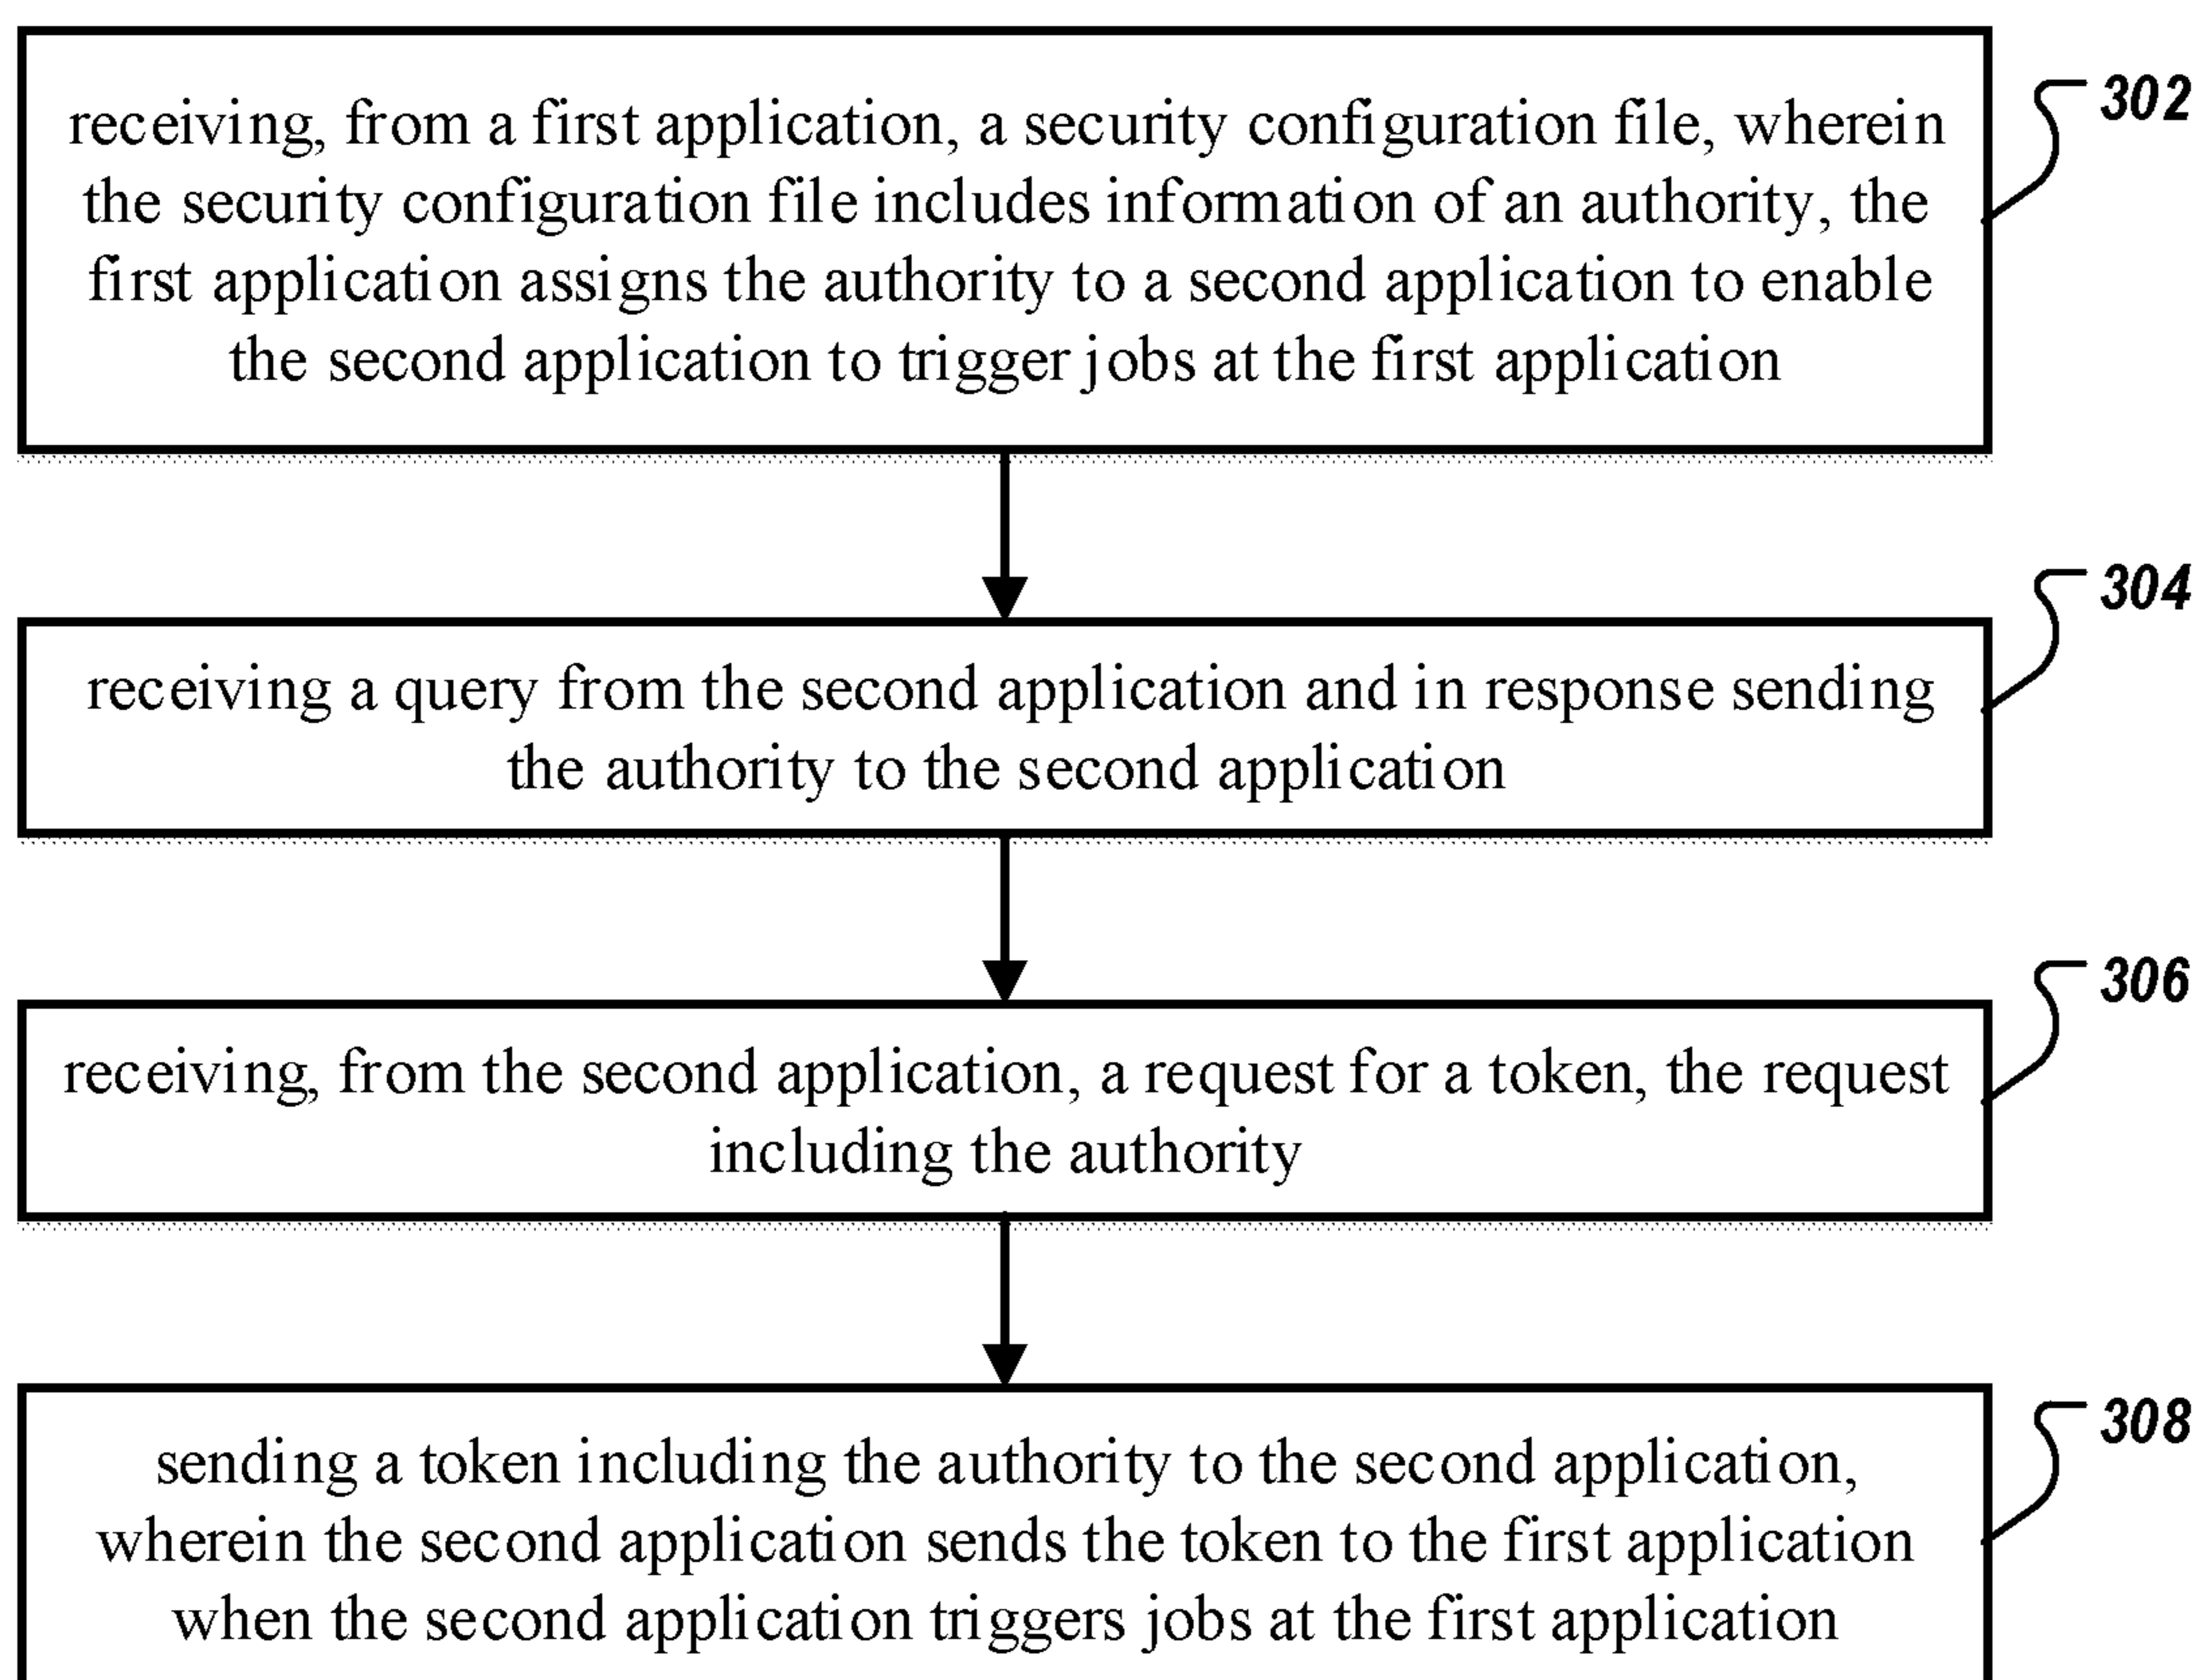 receiving, from a first application, a security configuration file, wherein
the security configuration file includes information of an authority, the
first application assigns the authority to a second application to enable
the second application to trigger jobs at the first application
302
receiving a query from the second application and in response sending
the authority to the second application
304
receiving, from the second application, a request for a token, the request
including the authority
306
sending a token including the authority to the second application,
wherein the second application sends the token to the first application
when the second application triggers jobs at the first application
308